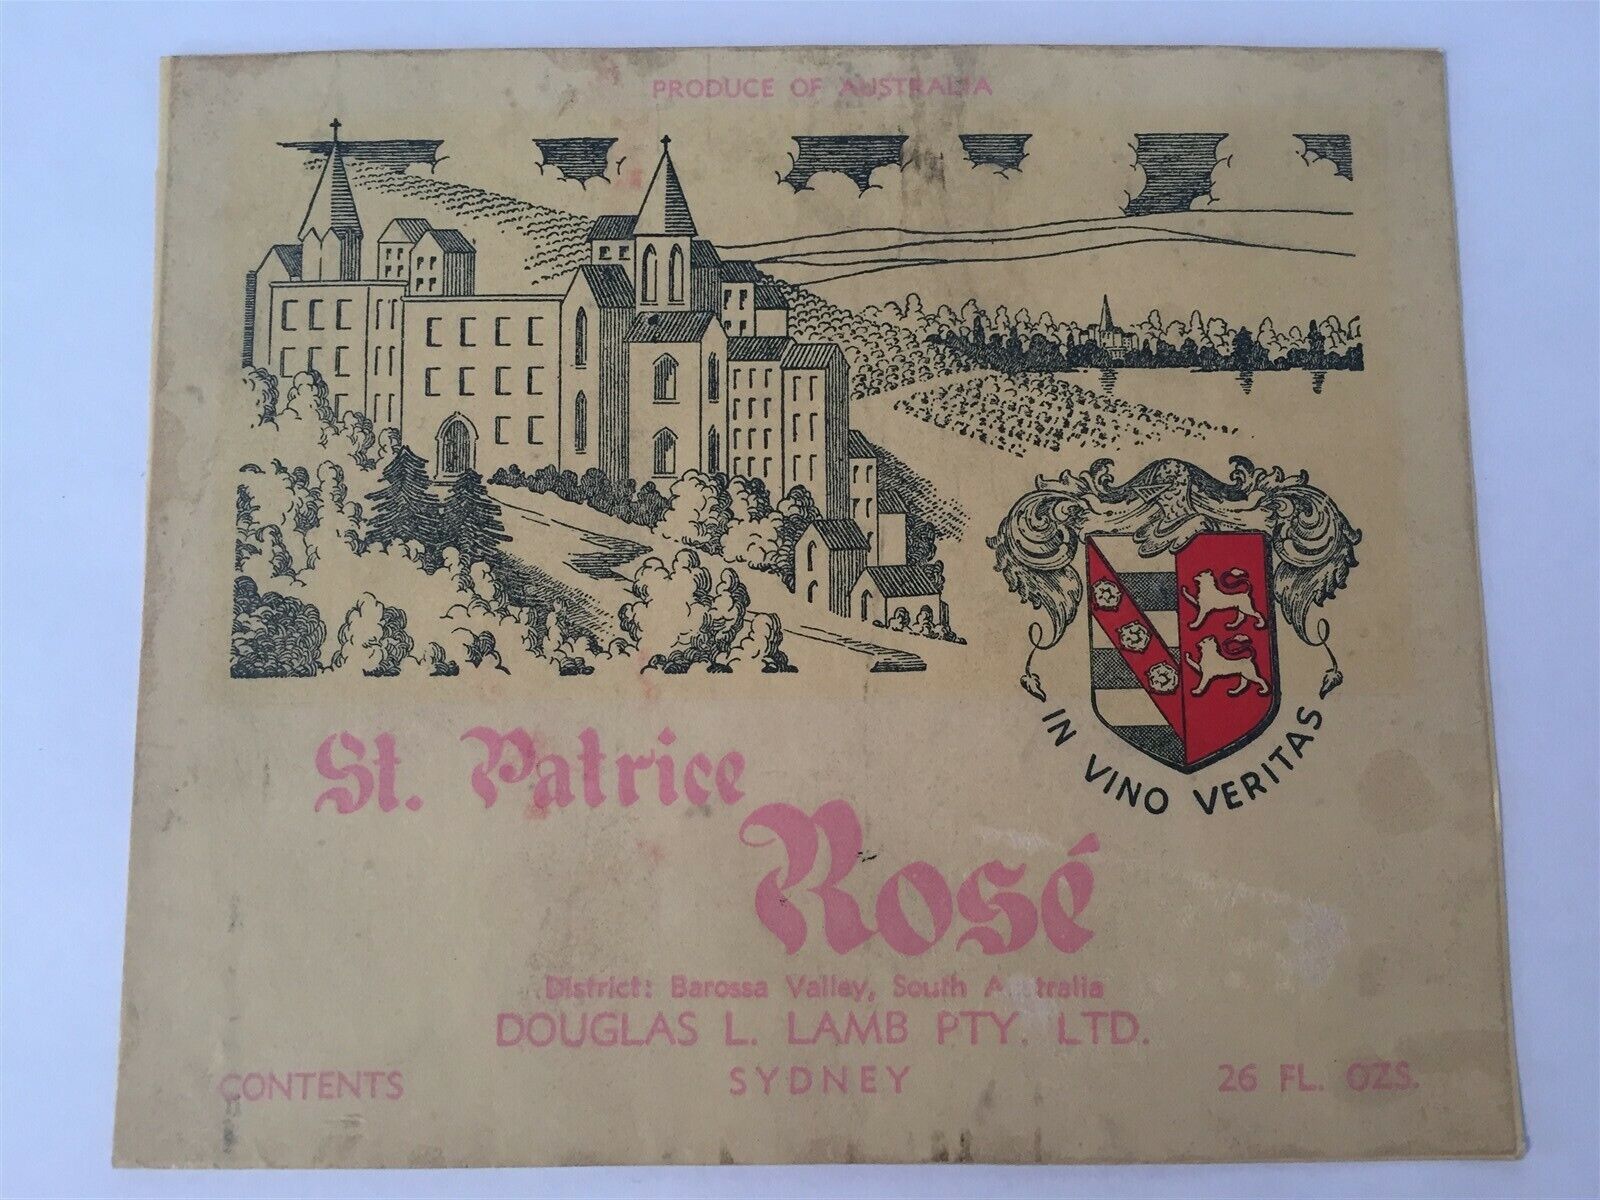 PRODUCE OF AUSTRALIA
IN VINO VERITAS
St. Patrice
Rosé
District: Barossa Valley, South A tralia
DOUGLAS L. LAMB PTY. LTD.
CONTENTS SYDNEY 26 FL. OZS.